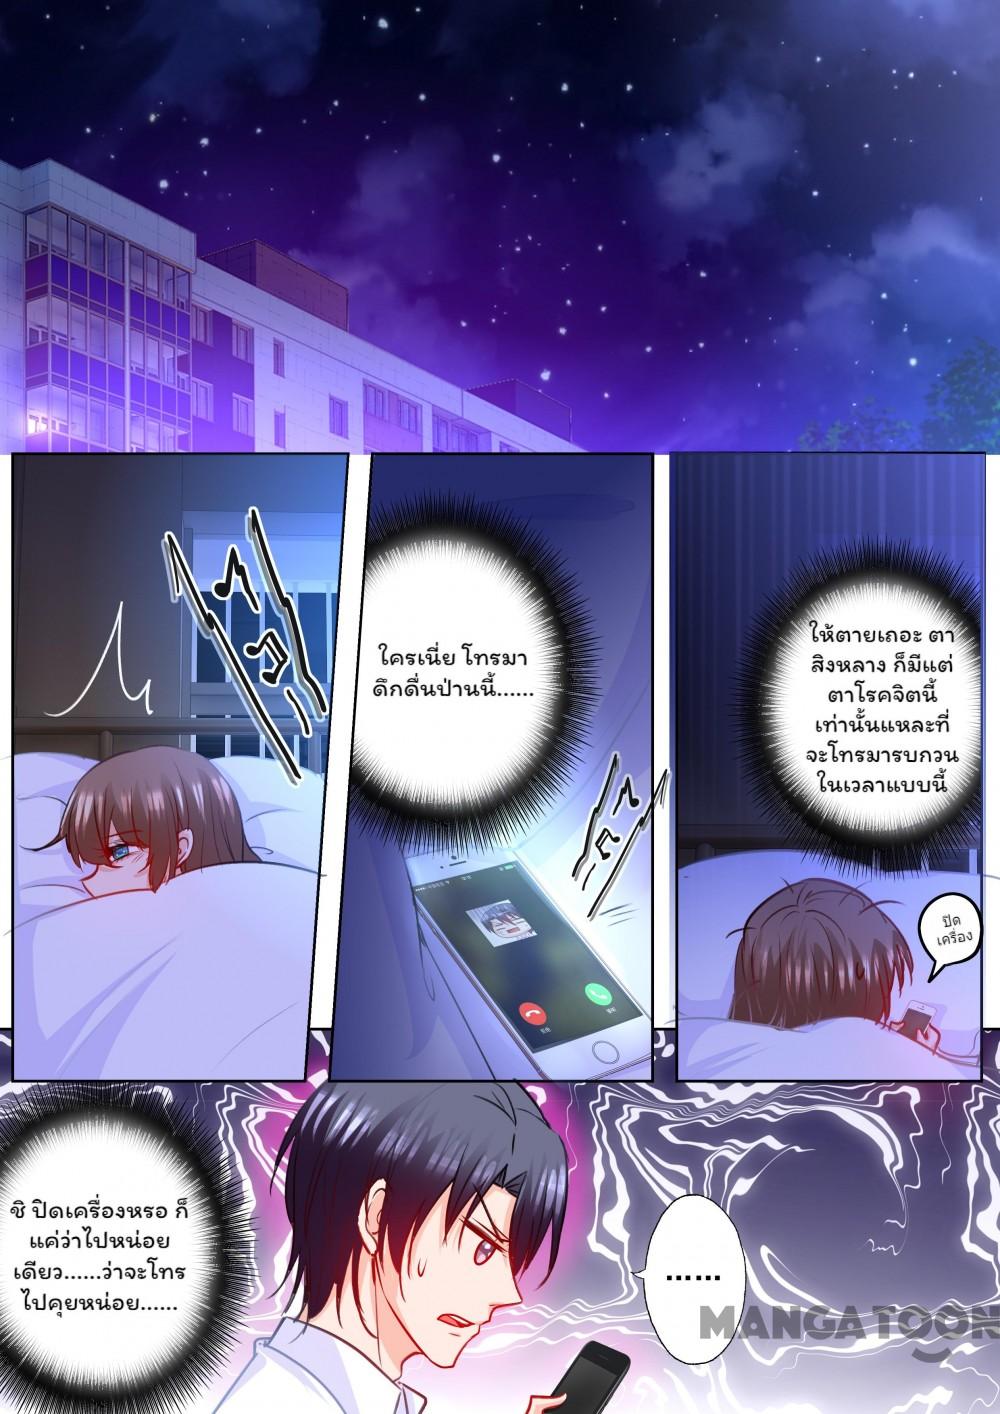 ใครเนี่ย โทรมา
ดึกดื่นป่านนี้......
ให้ตายเถอะ ตา
สิงหลาง ก็มีแต่
ตาโรคจิตนี้
เท่านั้นแหละที่
จะโทรมารบกวน
ในเวลาแบบนี้
ปิด
เครื่อง
ชิ ปิดเครื่องหรอ ก็
แค่ว่าไปหน่อย
เดียว......ว่าจะโทร
ไปคุยหน่อย......
......
MANGATOON